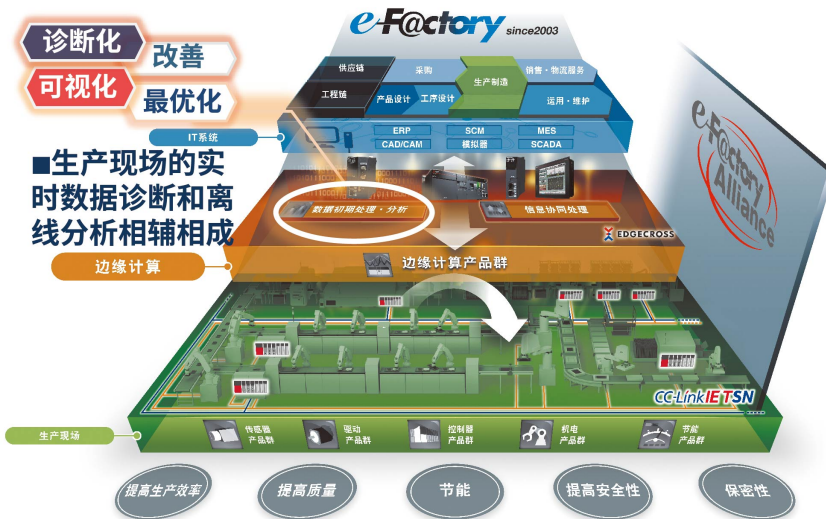 e-F@ctory since2003
诊断化
改善
可视化
最优化
供应链
采购
生产制造
销售・物流服务
工程链
产品设计
工序设计
运用・维护
IT系统
ERP
SCM
MES
CAD/CAM
模拟器
SCADA
■生产现场的实
时数据诊断和离
线分析相辅相成
数据初期处理・分析
信息协同处理
EDGECROSS
边缘计算
边缘计算产品群
e-F@ctory
Alliance
CC-Link IE TSN
生产现场
传感器
产品群
驱动
产品群
控制器
产品群
机电
产品群
节能
产品群
提高生产效率
提高质量
节能
提高安全性
保密性